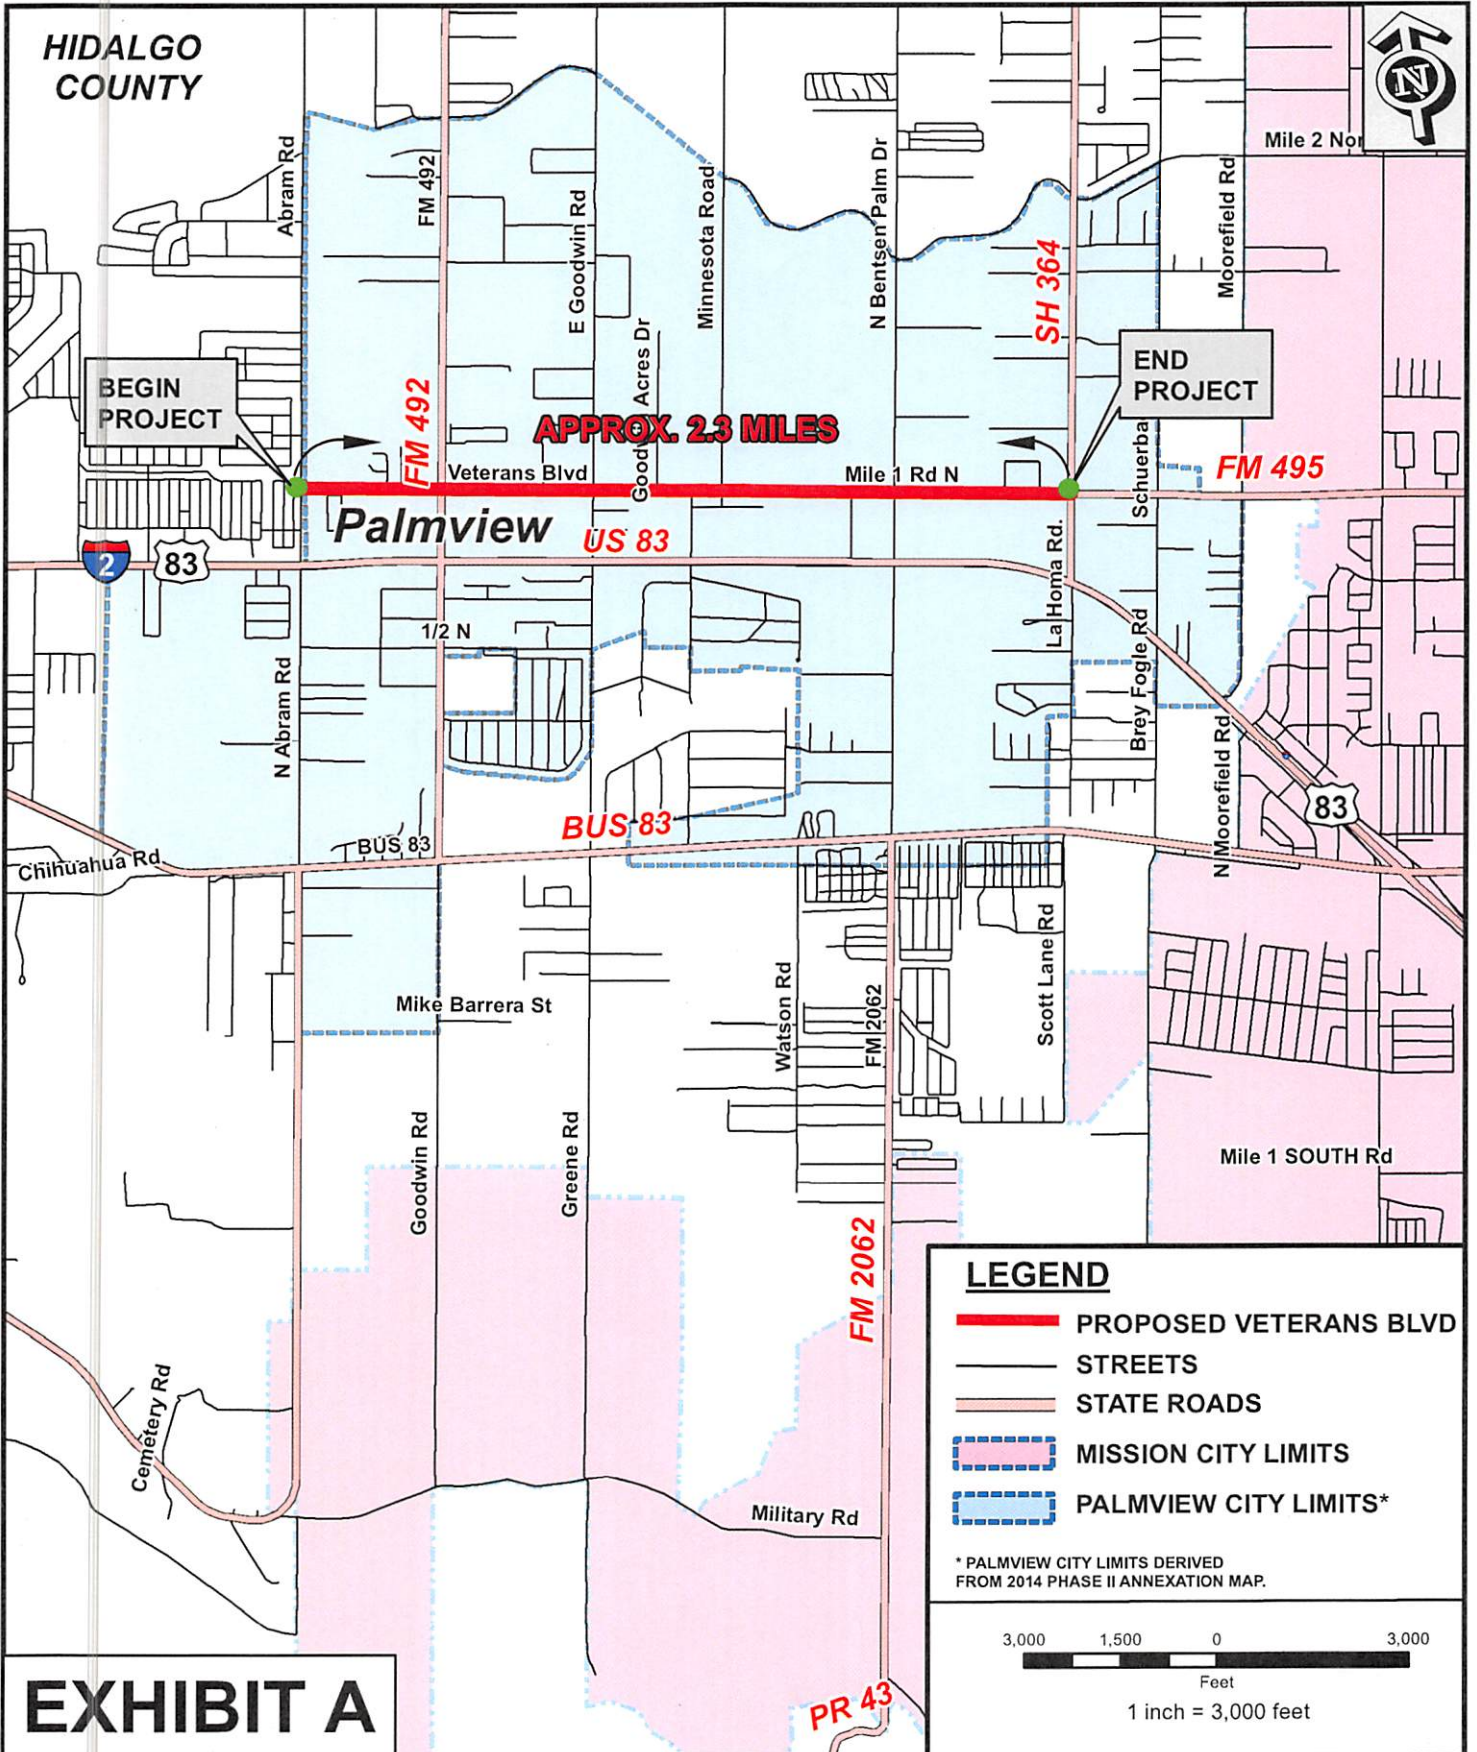 HIDALGO
COUNTY
N
Mile 2 Nor
Abram Rd
FM 492
E Goodwin Rd
Minnesota Road
N Bentsen Palm Dr
SH 364
Moorefield Rd
BEGIN
PROJECT
END
PROJECT
FM 492
APPROX. 2.3 MILES
Acres Dr
Veterans Blvd
Mile 1 Rd N
FM 495
Palmview
US 83
2
83
La Homa Rd.
1/2 N
N Abram Rd
Brey Fogle Rd
N Moorefield Rd
83
BUS 83
BUS 83
Chihuahua Rd
Mike Barrera St
Watson Rd
FM 2062
Scott Lane Rd
Goodwin Rd
Greene Rd
Mile 1 SOUTH Rd
FM 2062
Cemetery Rd
Military Rd
PR 43
LEGEND
PROPOSED VETERANS BLVD
STREETS
STATE ROADS
MISSION CITY LIMITS
PALMVIEW CITY LIMITS*
* PALMVIEW CITY LIMITS DERIVED
FROM 2014 PHASE II ANNEXATION MAP.
3,000 1,500 0 3,000
Feet
1 inch = 3,000 feet
EXHIBIT A